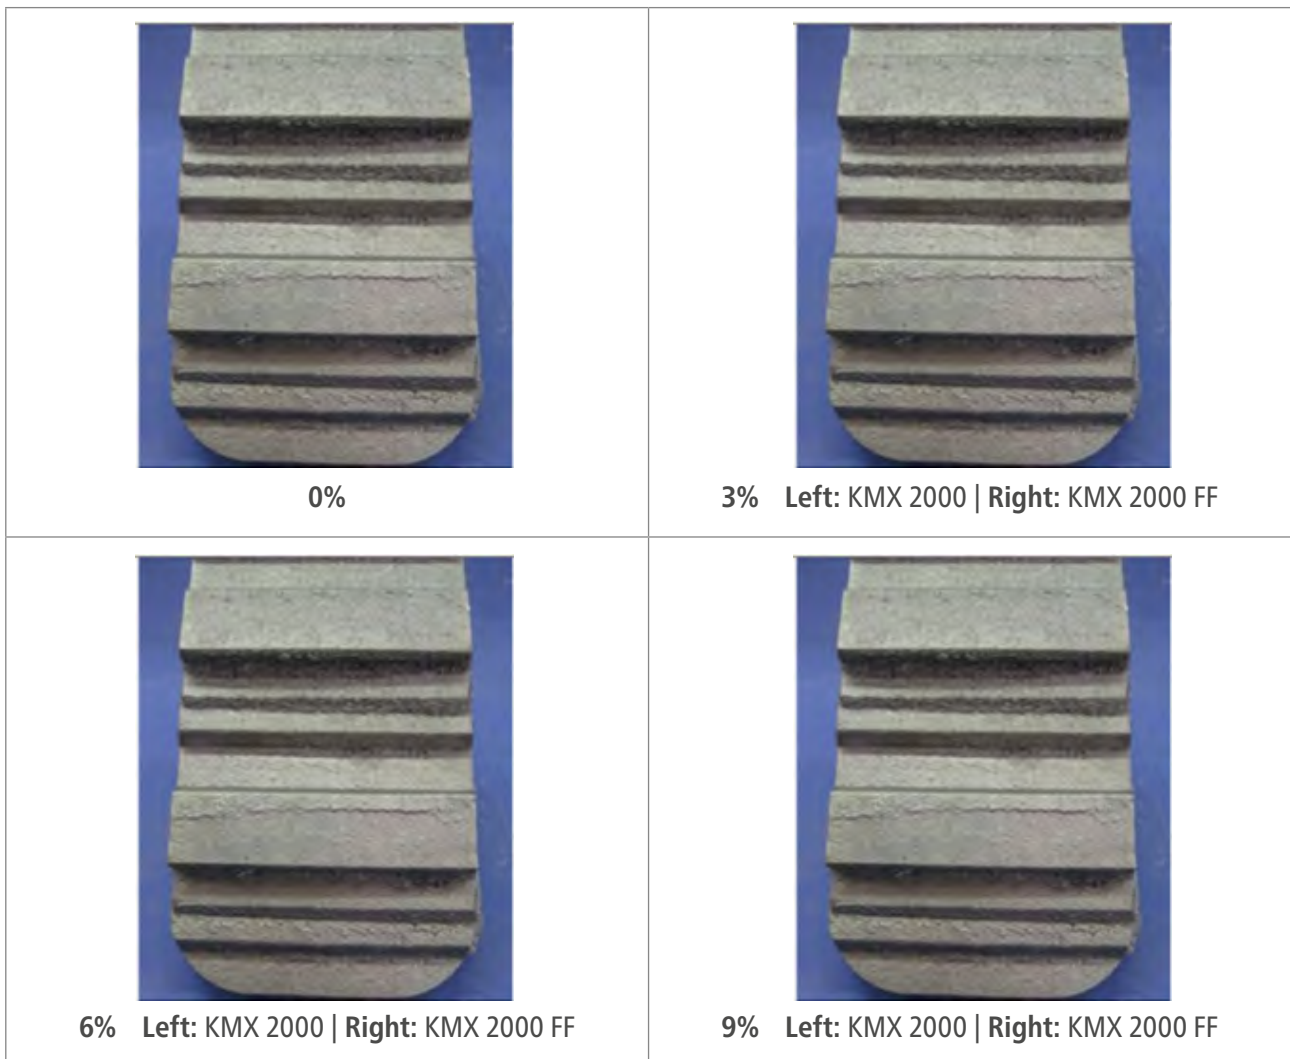 0%
3% Left: KMX 2000 | Right: KMX 2000 FF
6% Left: KMX 2000 | Right: KMX 2000 FF
9% Left: KMX 2000 | Right: KMX 2000 FF